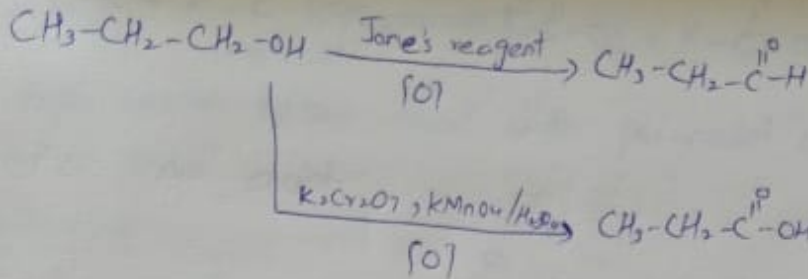 CH₃-CH₂-CH₂-OH Jone's reagent [O] CH₃-CH₂-C(=O)-H
K₂Cr₂O₇, KMnO₄/H₂SO₄ [O] CH₃-CH₂-C(=O)-OH